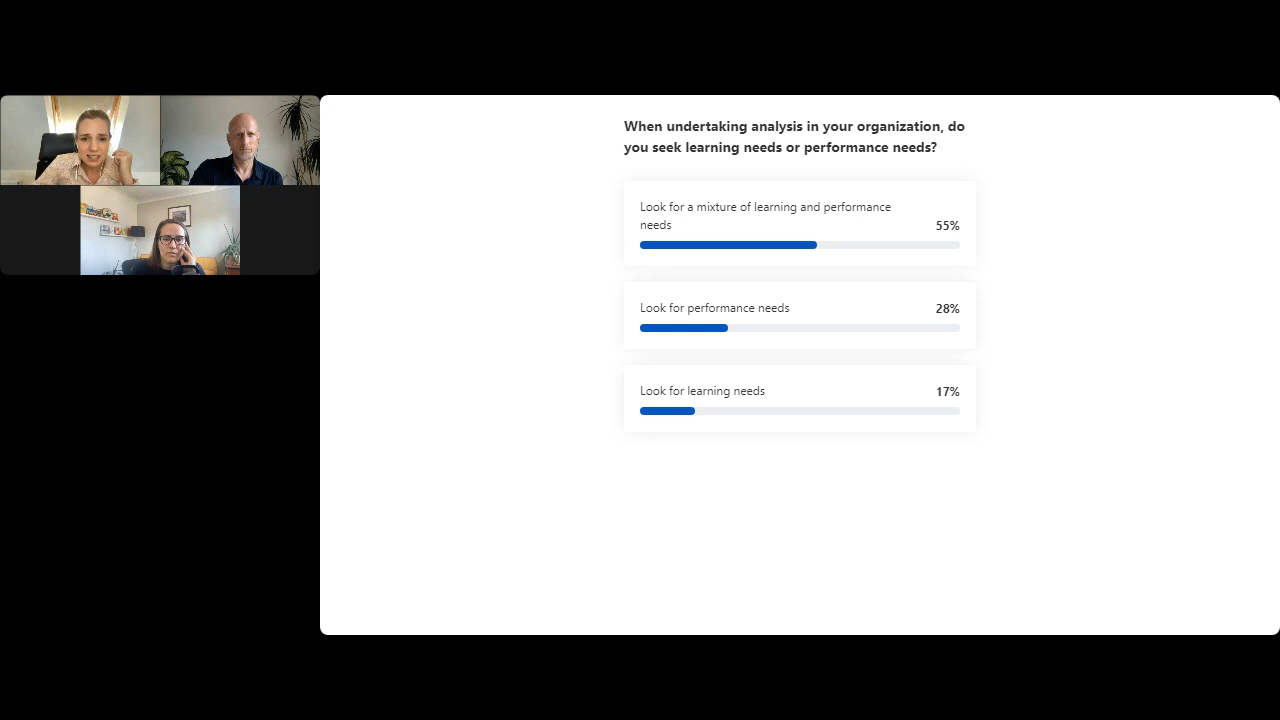 When undertaking analysis in your organization, do
you seek learning needs or performance needs?
Look for a mixture of learning and performance
needs
55%
Look for performance needs
28%
Look for learning needs
17%